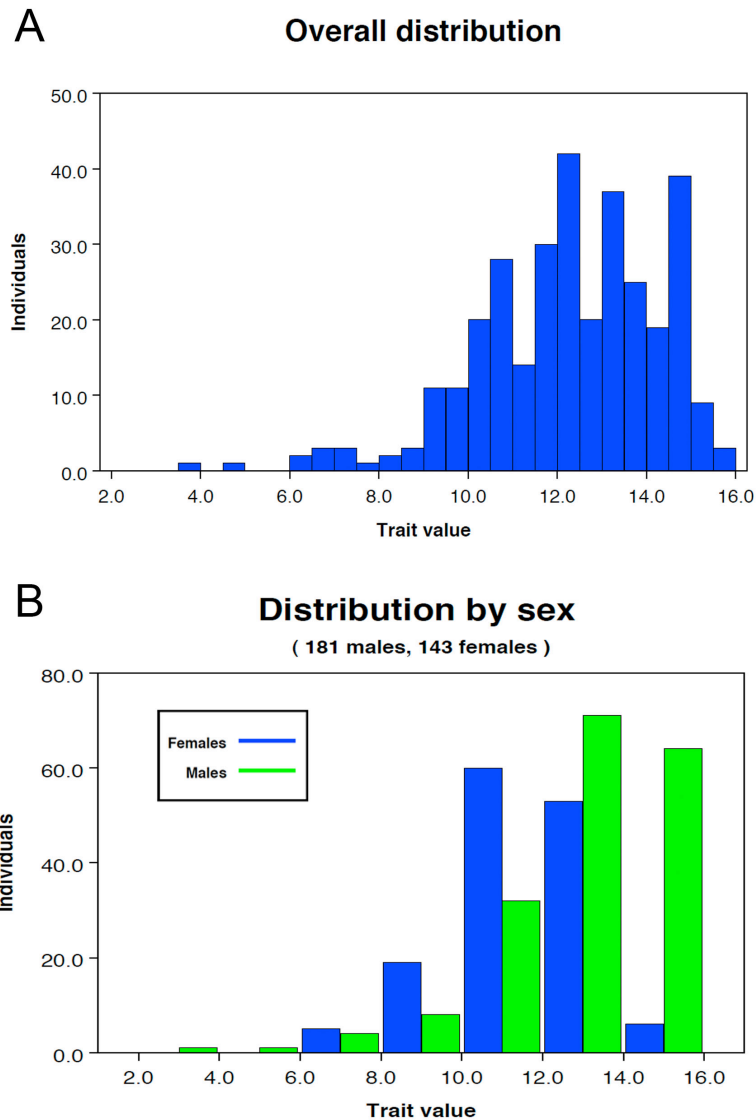 A
Overall distribution
50.0
40.0
30.0
20.0
10.0
0.0
Individuals
2.0 4.0 6.0 8.0 10.0 12.0 14.0 16.0
Trait value
B
Distribution by sex
( 181 males, 143 females )
80.0
60.0
40.0
20.0
0.0
Individuals
Females
Males
2.0 4.0 6.0 8.0 10.0 12.0 14.0 16.0
Trait value